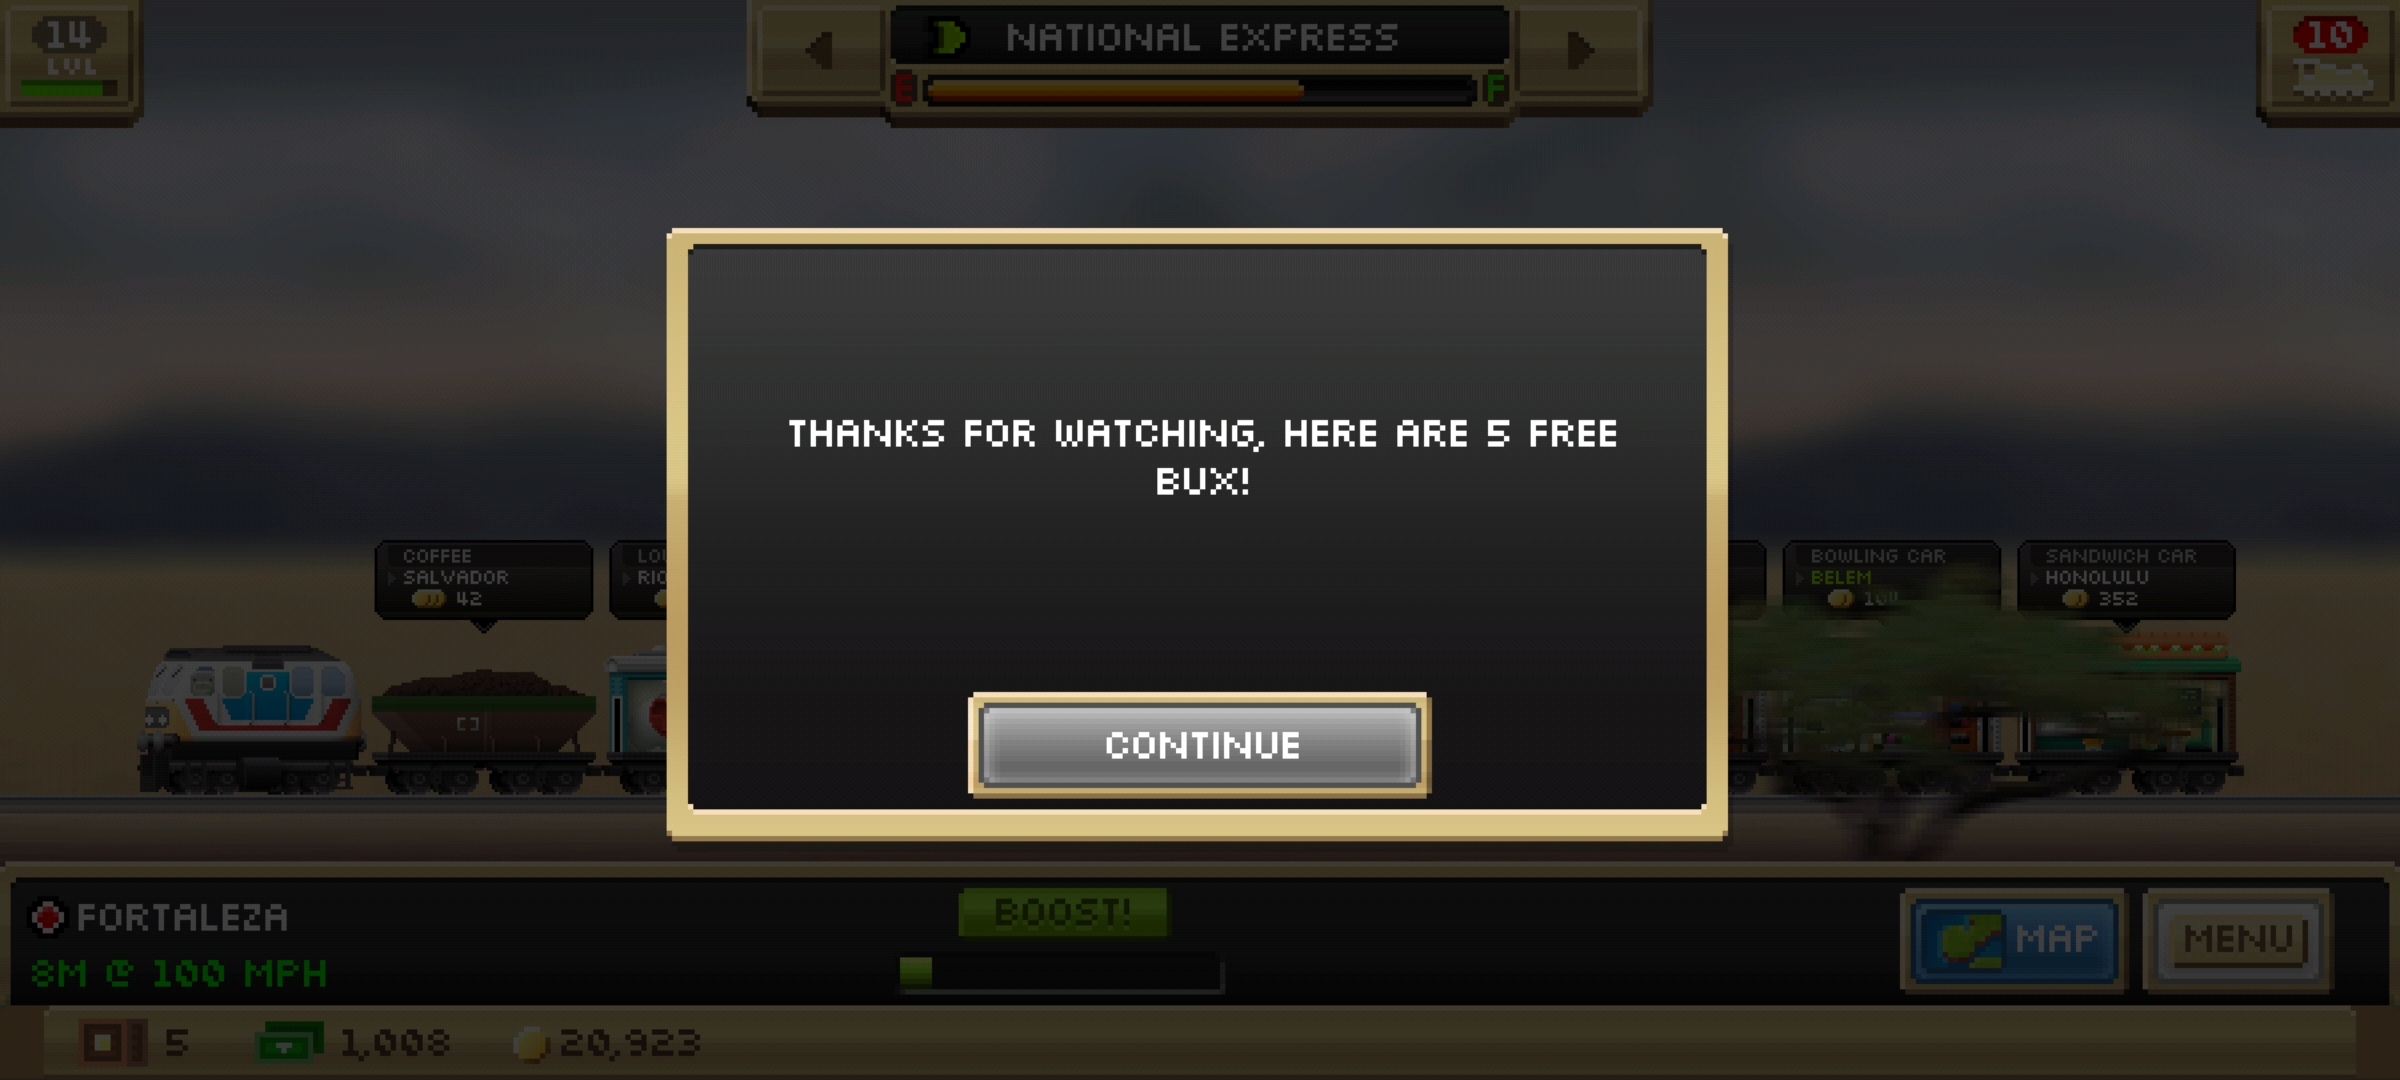 14
LVL
NATIONAL EXPRESS
E
F
10
THANKS FOR WATCHING, HERE ARE 5 FREE
BUX!
COFFEE
SALVADOR
42
BOWLING CAR
BELEM
SANDWICH CAR
HONOLULU
352
CONTINUE
FORTALEZA
8M @ 100 MPH
BOOST!
MAP
MENU
5
1,008
20,923